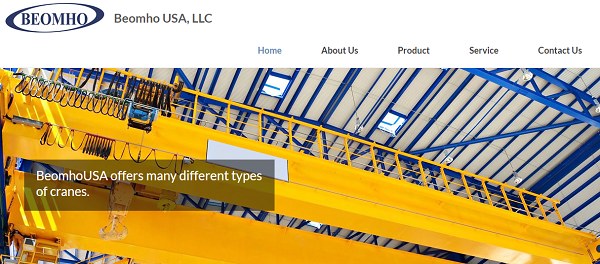 BEOMHO
Beomho USA, LLC
Home About Us Product Service Contact Us
BeomhoUSA offers many different types
of cranes.